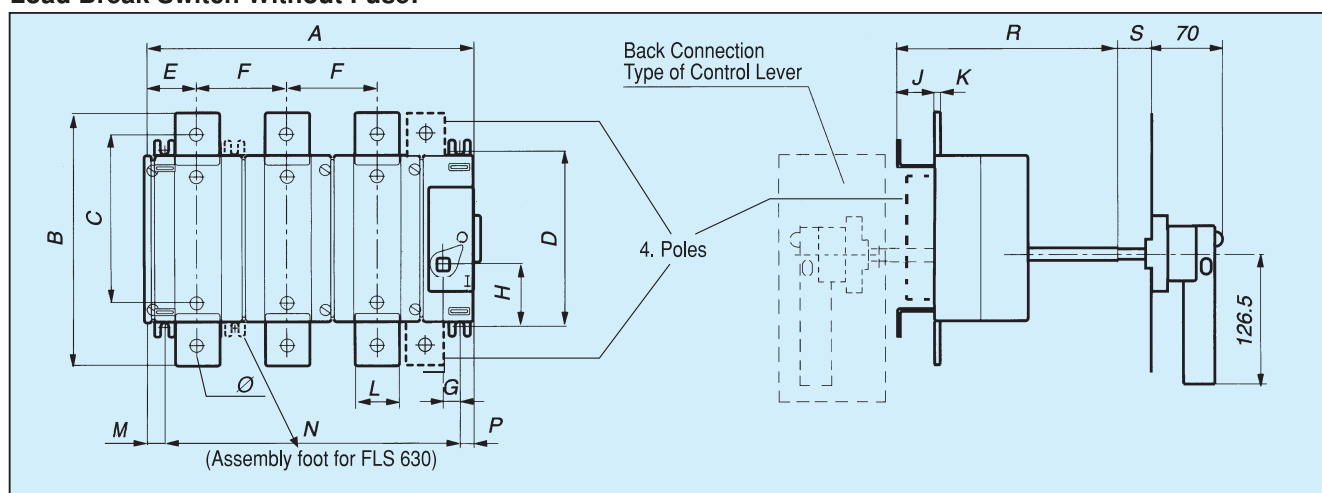 Load Break Switch Without Fuse:
A
R
S
70
Back Connection
Type of Control Lever
E
F
F
J
K
B
C
D
4. Poles
H
I
126.5
Ø
L
G
M
N
P
(Assembly foot for FLS 630)